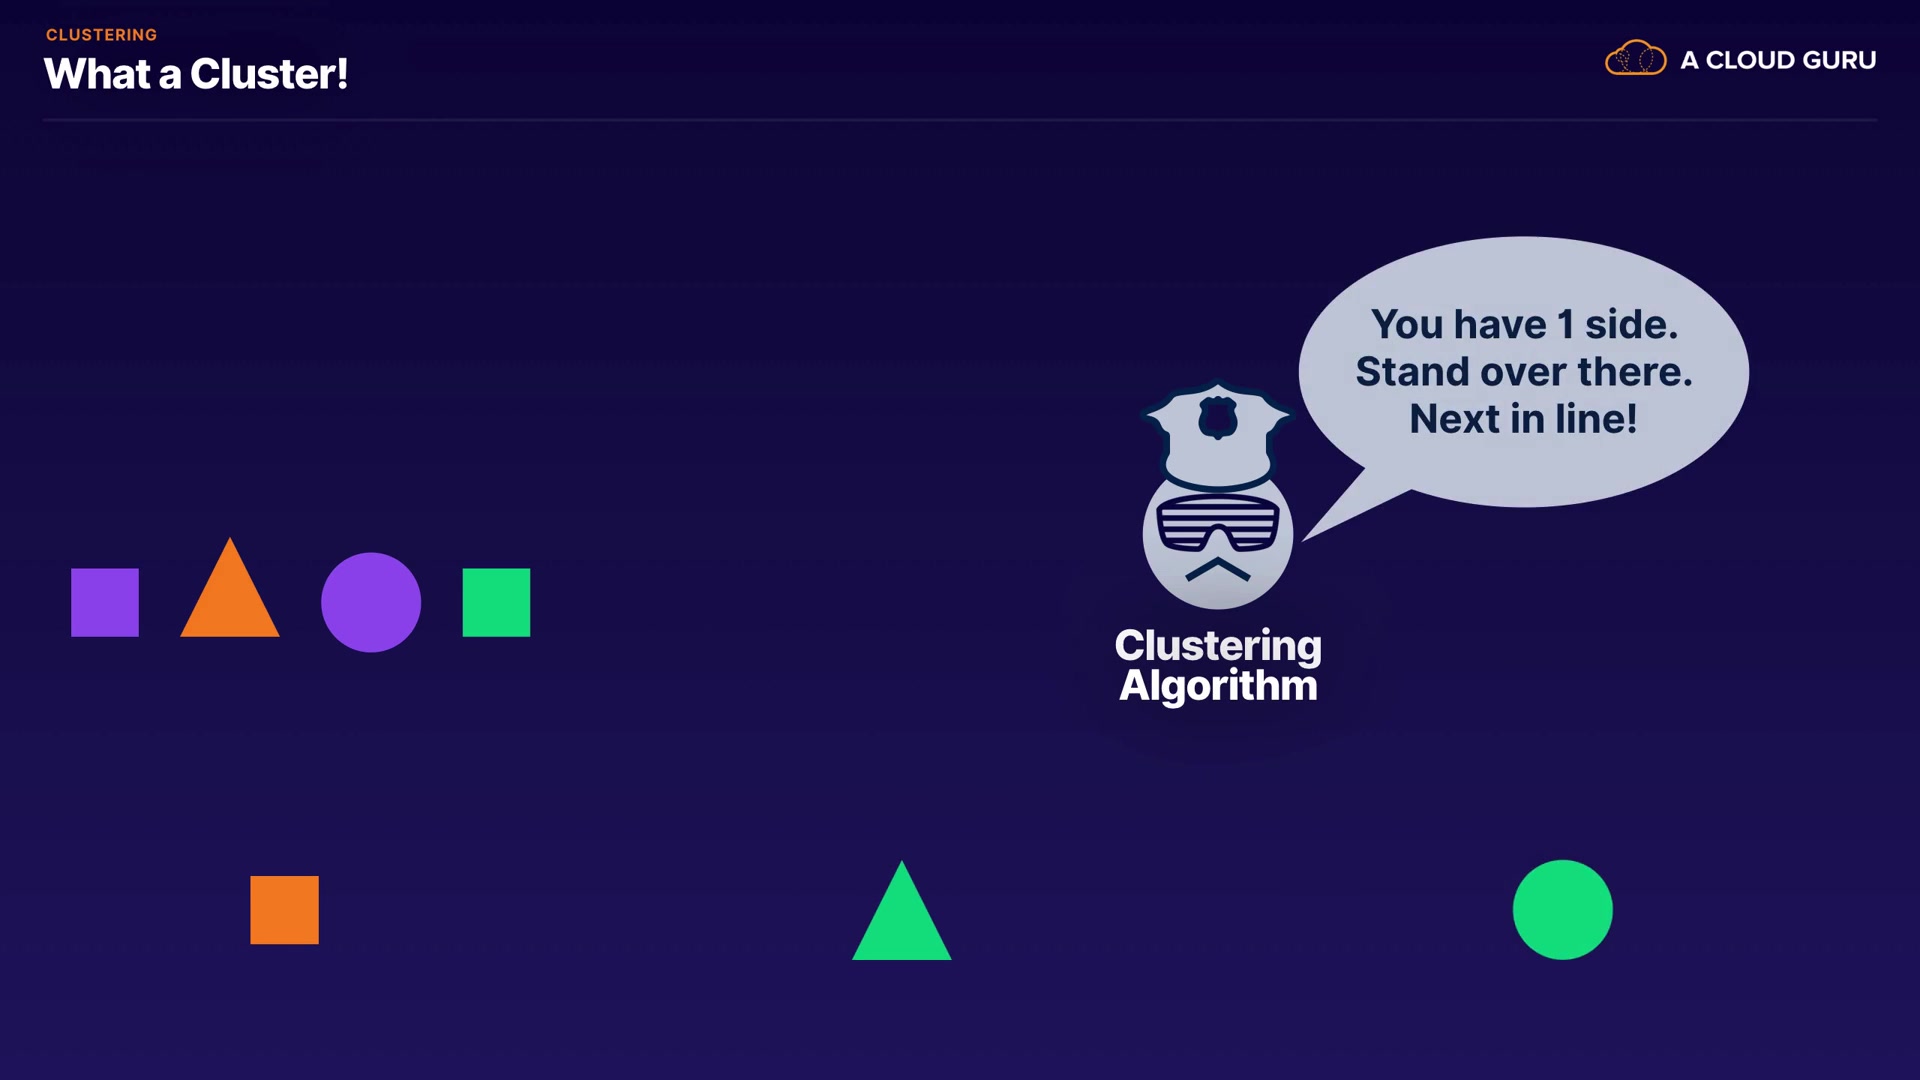 CLUSTERING
What a Cluster!
A CLOUD GURU
You have 1 side.
Stand over there.
Next in line!
Clustering
Algorithm